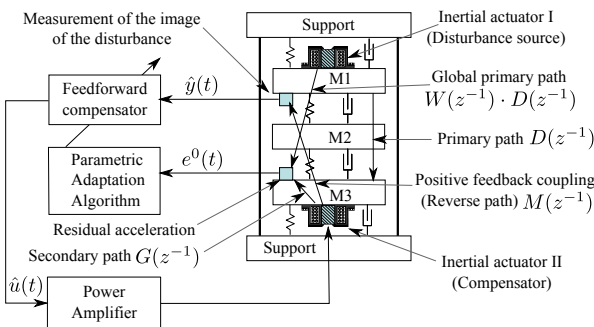 Measurement of the image
of the disturbance
Support
Inertial actuator I
(Disturbance source)
M1
Feedforward
compensator
ŷ(t)
Global primary path
W(z⁻¹) · D(z⁻¹)
M2
Primary path D(z⁻¹)
Parametric
Adaptation
Algorithm
e⁰(t)
M3
Positive feedback coupling
(Reverse path) M(z⁻¹)
Residual acceleration
Secondary path G(z⁻¹)
Support
Inertial actuator II
(Compensator)
û(t)
Power
Amplifier